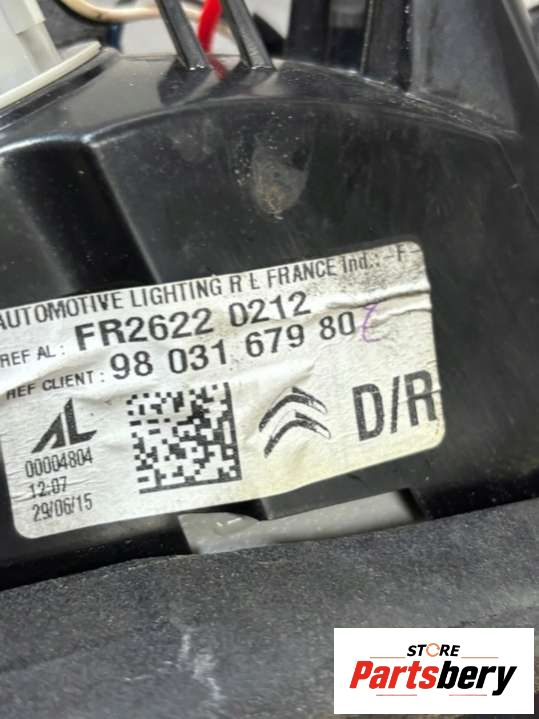 AUTOMOTIVE LIGHTING R L FRANCE Ind.: -F-
REF AL: FR2622 0212
REF CLIENT: 98 031 679 80
D/R
AL
00004804
12:07
29/06/15
STORE
Partsbery